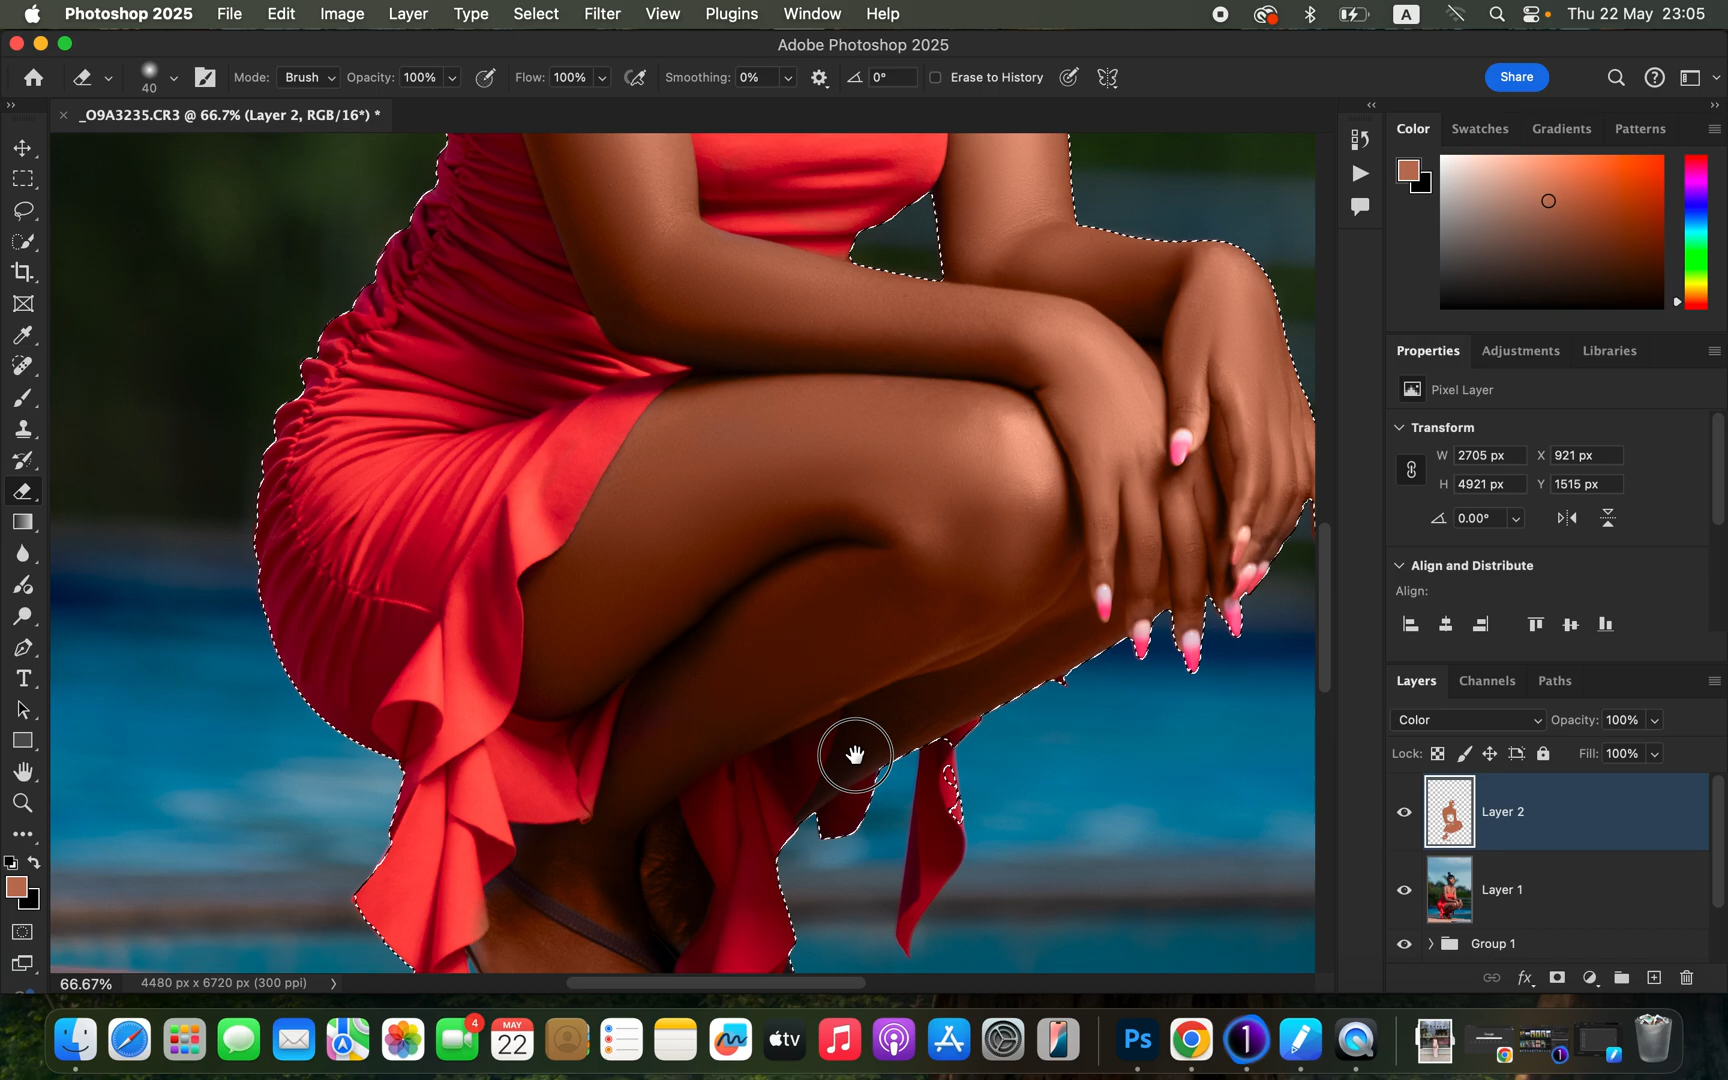 Photoshop 2025 File Edit Image Layer Type Select Filter View Plugins Window Help A Thu 22 May 23:05
Adobe Photoshop 2025
40 Mode: Brush Opacity: 100% Flow: 100% Smoothing: 0% 0° Erase to History Share
_O9A3235.CR3 @ 66.7% (Layer 2, RGB/16*) *
Color Swatches Gradients Patterns
Properties Adjustments Libraries
Pixel Layer
Transform
W 2705 px X 921 px
H 4921 px Y 1515 px
0.00°
Align and Distribute
Align:
Layers Channels Paths
Color Opacity: 100%
Lock: Fill: 100%
Layer 2
Layer 1
Group 1
66.67% 4480 px x 6720 px (300 ppi)
4
MAY
22
tv
Ps
1